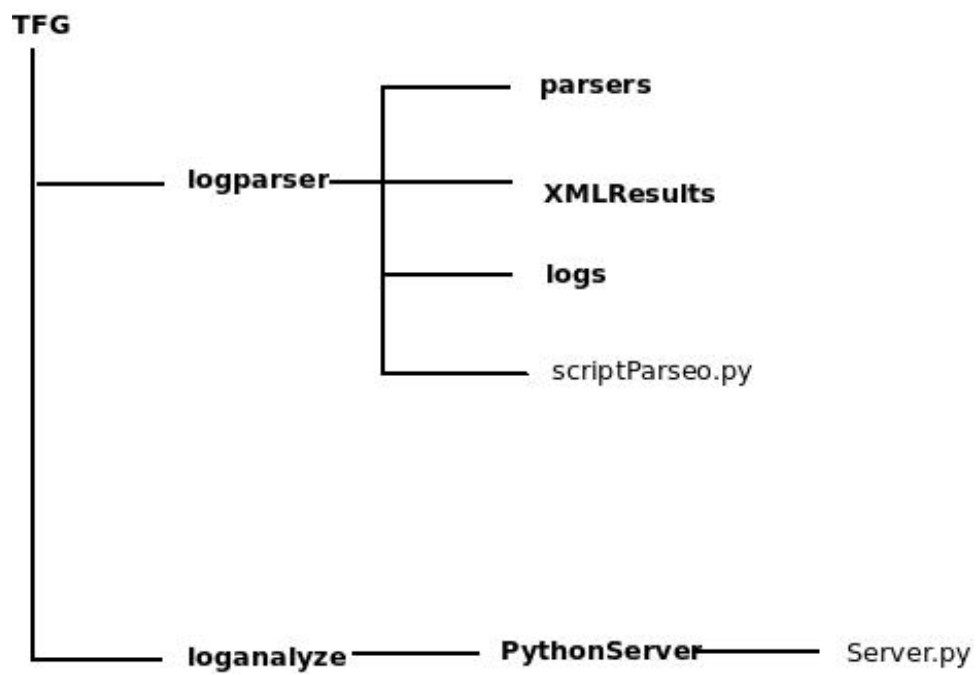 TFG
parsers
logparser
XMLResults
logs
scriptParseo.py
loganalyze
PythonServer
Server.py